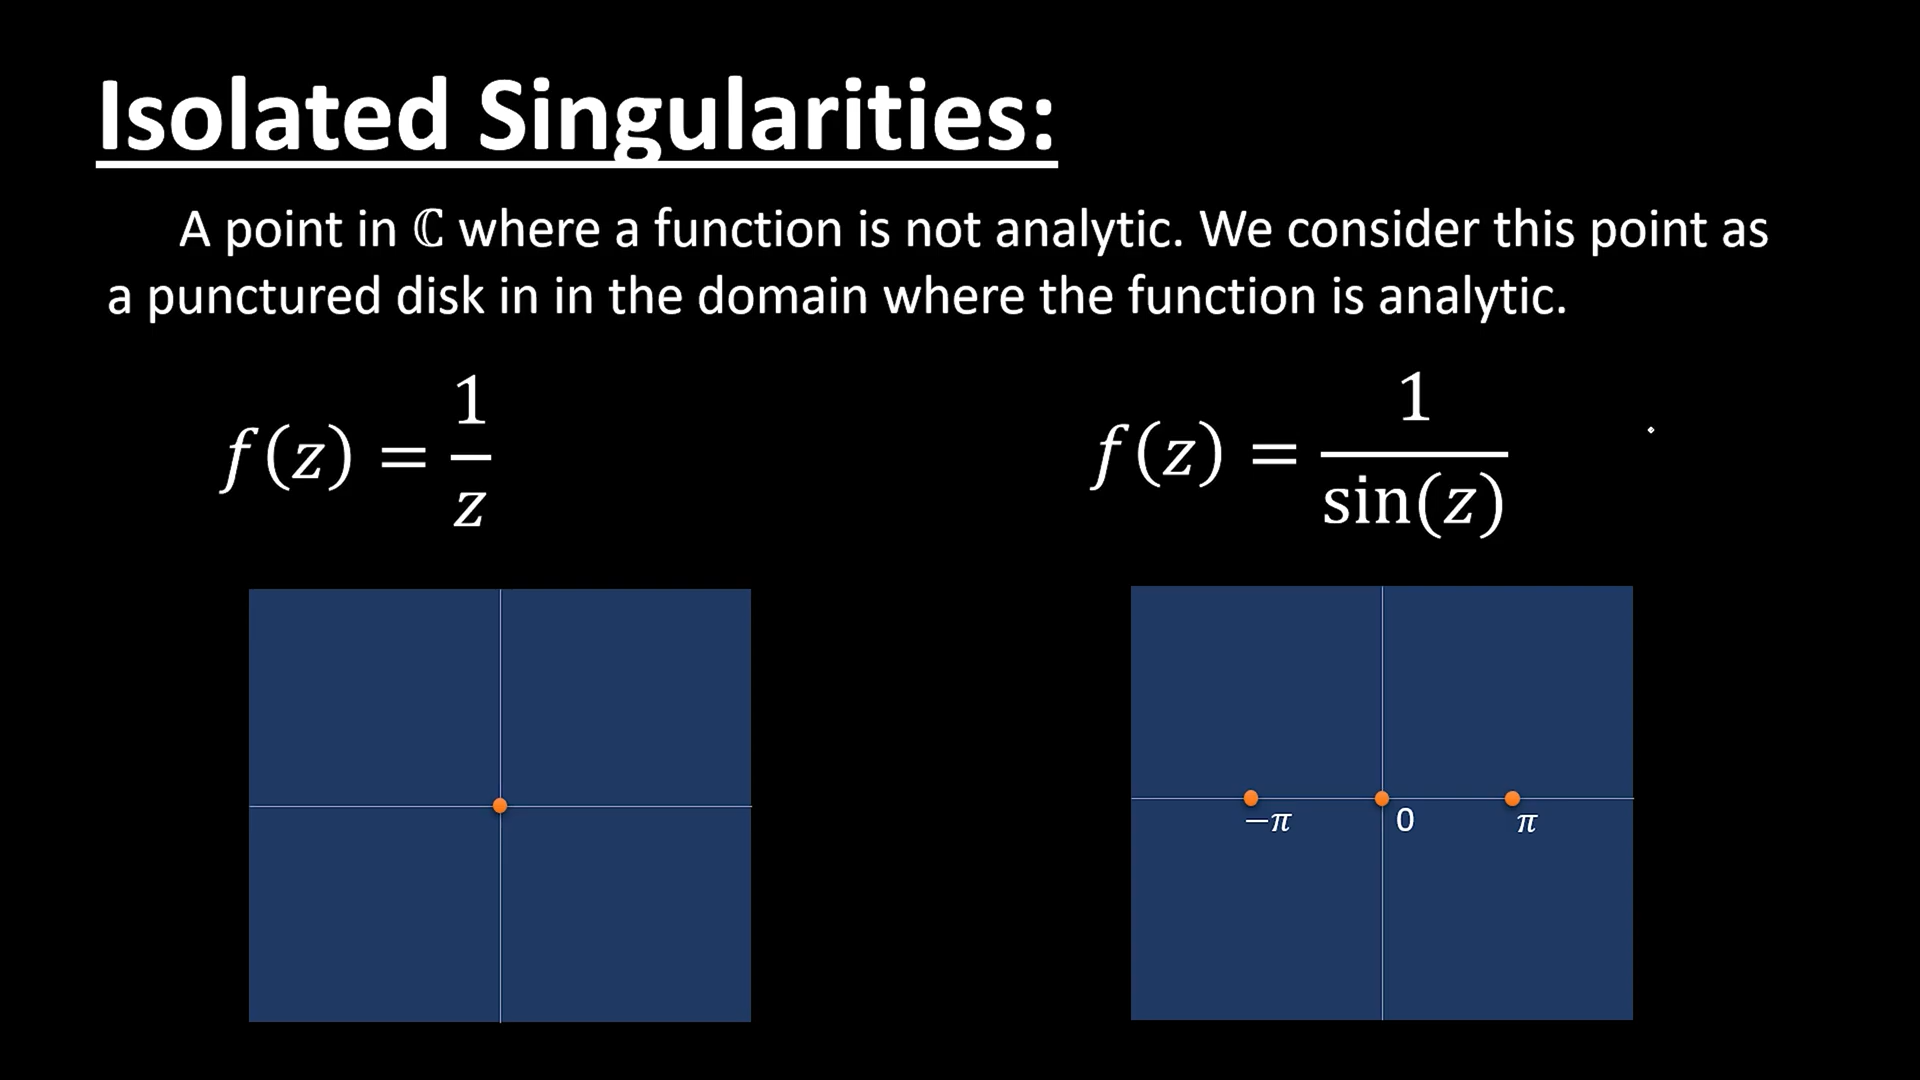 Isolated Singularities:
A point in ℂ where a function is not analytic. We consider this point as
a punctured disk in in the domain where the function is analytic.
f(z) = 1/z
f(z) = 1/sin(z)
−π 0 π